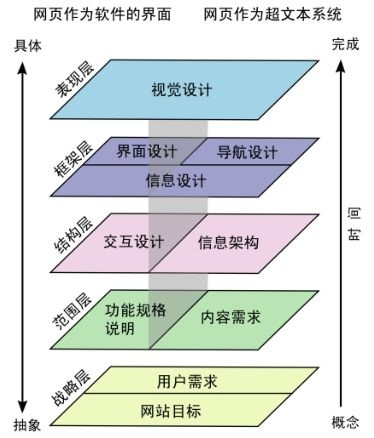 网页作为软件的界面 网页作为超文本系统
具体 完成
表现层
视觉设计
框架层
界面设计 导航设计
信息设计
结构层
交互设计 信息架构
时间
范围层
功能规格
说明
内容需求
战略层
用户需求
网站目标
抽象 概念